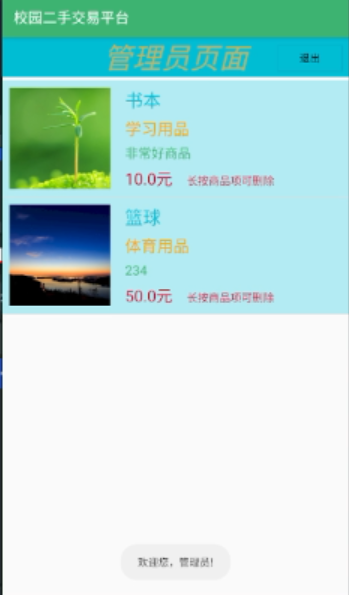 校园二手交易平台
管理员页面
退出
书本
学习用品
非常好商品
10.0元 长按商品项可删除
篮球
体育用品
234
50.0元 长按商品项可删除
欢迎您，管理员!